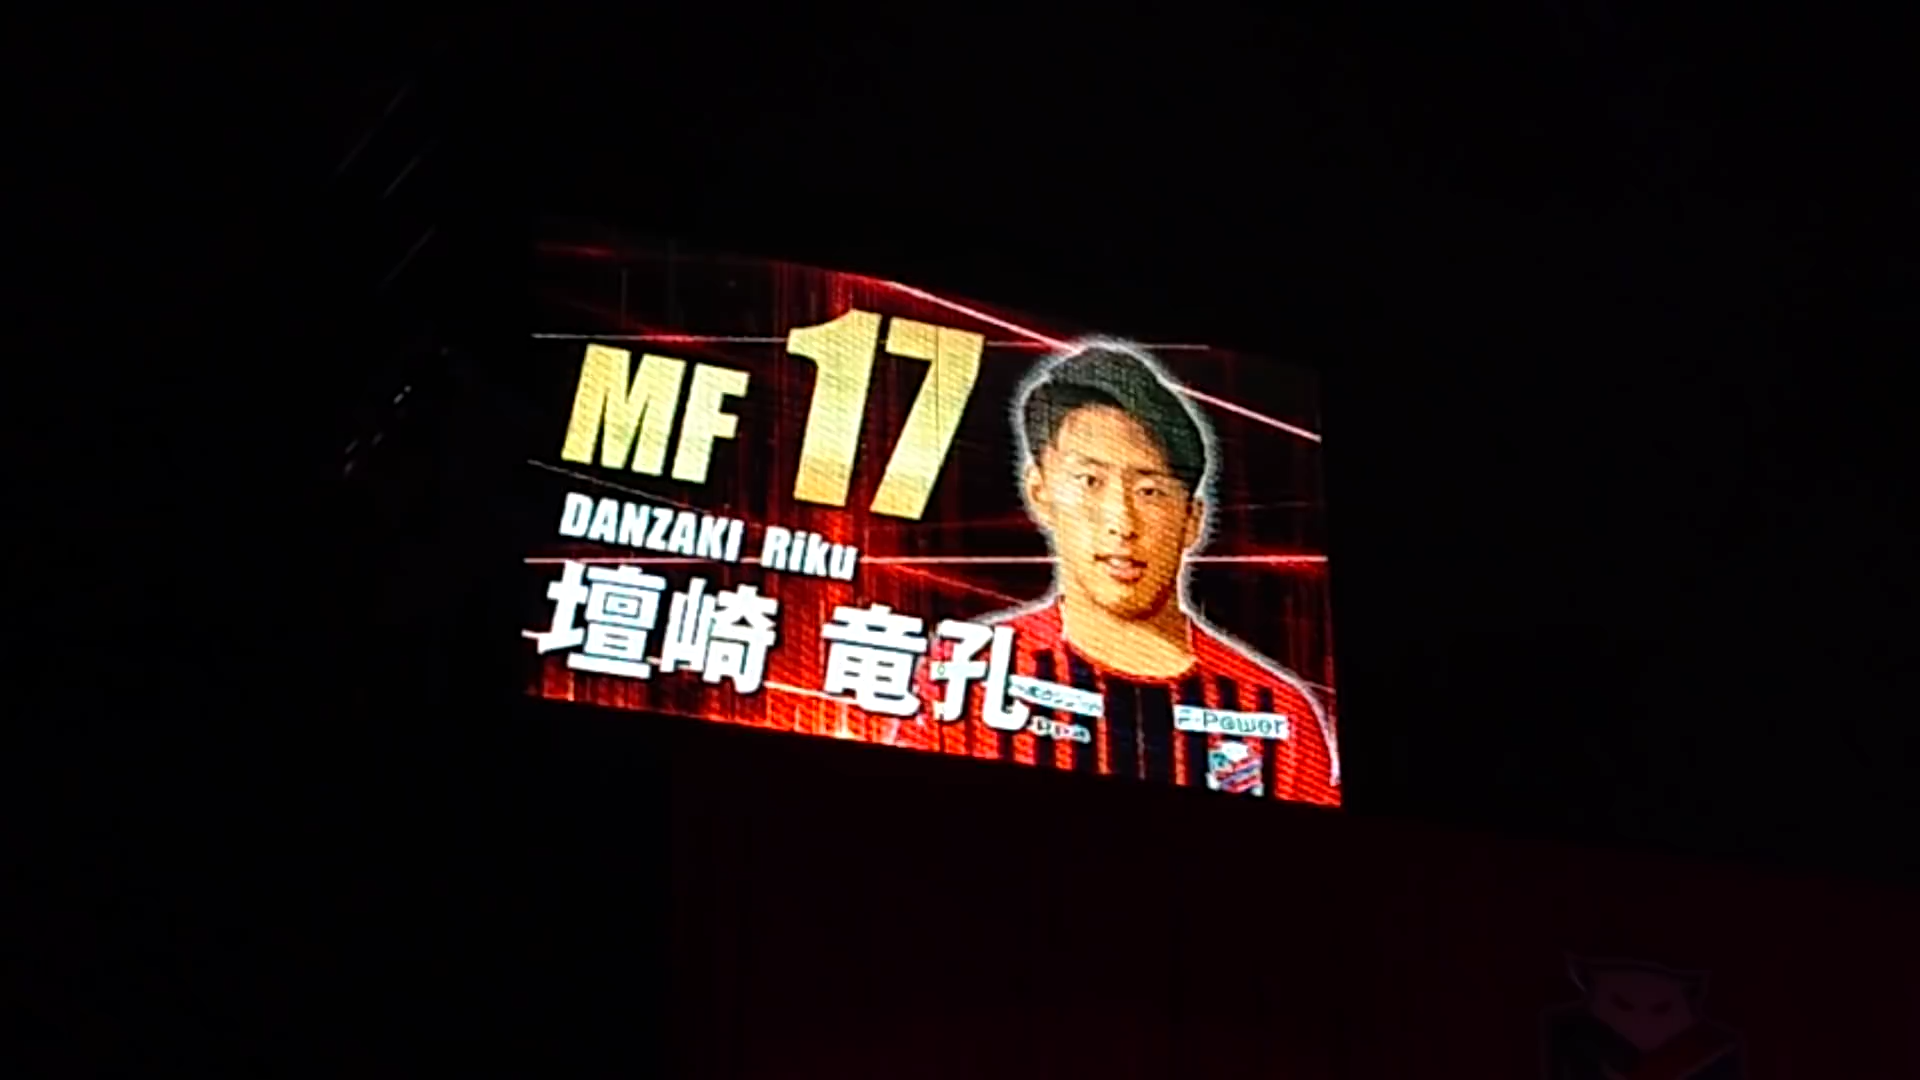 MF 17
DANZAKI Riku
壇崎 竜孔
F-Power